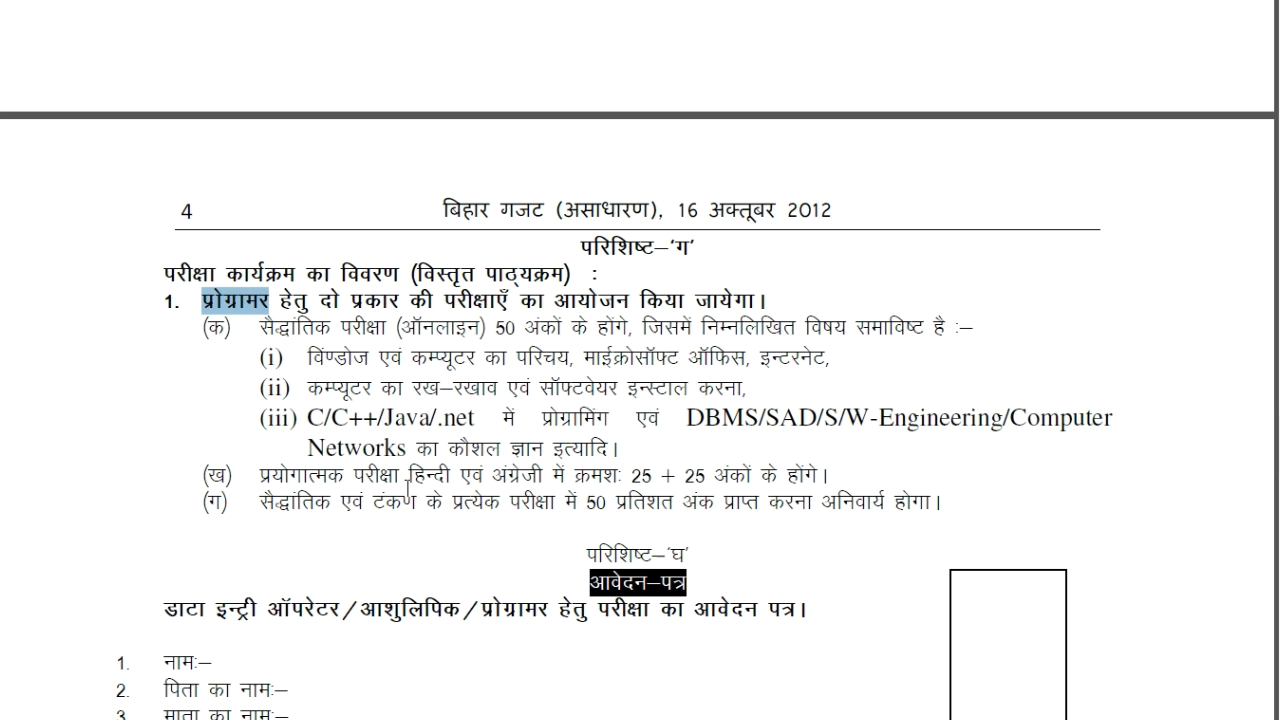 4 बिहार गजट (असाधारण), 16 अक्तूबर 2012
परिशिष्ट–‘ग’
परीक्षा कार्यक्रम का विवरण (विस्तृत पाठ्यक्रम) :
1. प्रोग्रामर हेतु दो प्रकार की परीक्षाएँ का आयोजन किया जायेगा।
(क) सैद्धांतिक परीक्षा (ऑनलाइन) 50 अंकों के होंगे, जिसमें निम्नलिखित विषय समाविष्ट है :–
(i) विंण्डोज एवं कम्प्यूटर का परिचय, माईक्रोसॉफ्ट ऑफिस, इन्टरनेट,
(ii) कम्प्यूटर का रख–रखाव एवं सॉफ्टवेयर इन्स्टाल करना,
(iii) C/C++/Java/.net में प्रोग्रामिंग एवं DBMS/SAD/S/W-Engineering/Computer
Networks का कौशल ज्ञान इत्यादि।
(ख) प्रयोगात्मक परीक्षा हिन्दी एवं अंग्रेजी में क्रमशः 25 + 25 अंकों के होंगे।
(ग) सैद्धांतिक एवं टंकण के प्रत्येक परीक्षा में 50 प्रतिशत अंक प्राप्त करना अनिवार्य होगा।
परिशिष्ट–‘घ’
आवेदन–पत्र
डाटा इन्ट्री ऑपरेटर/आशुलिपिक/प्रोग्रामर हेतु परीक्षा का आवेदन पत्र।
1. नामः–
2. पिता का नामः–
3. माता का नामः–